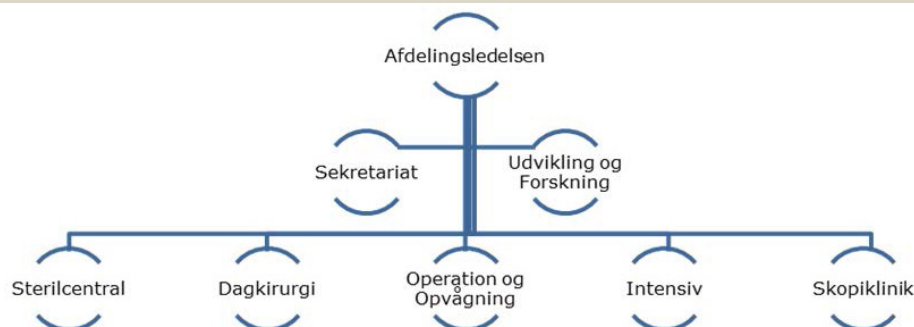 Afdelingsledelsen
Sekretariat
Udvikling og
Forskning
Sterilcentral
Dagkirurgi
Operation og
Opvågning
Intensiv
Skopiklinik